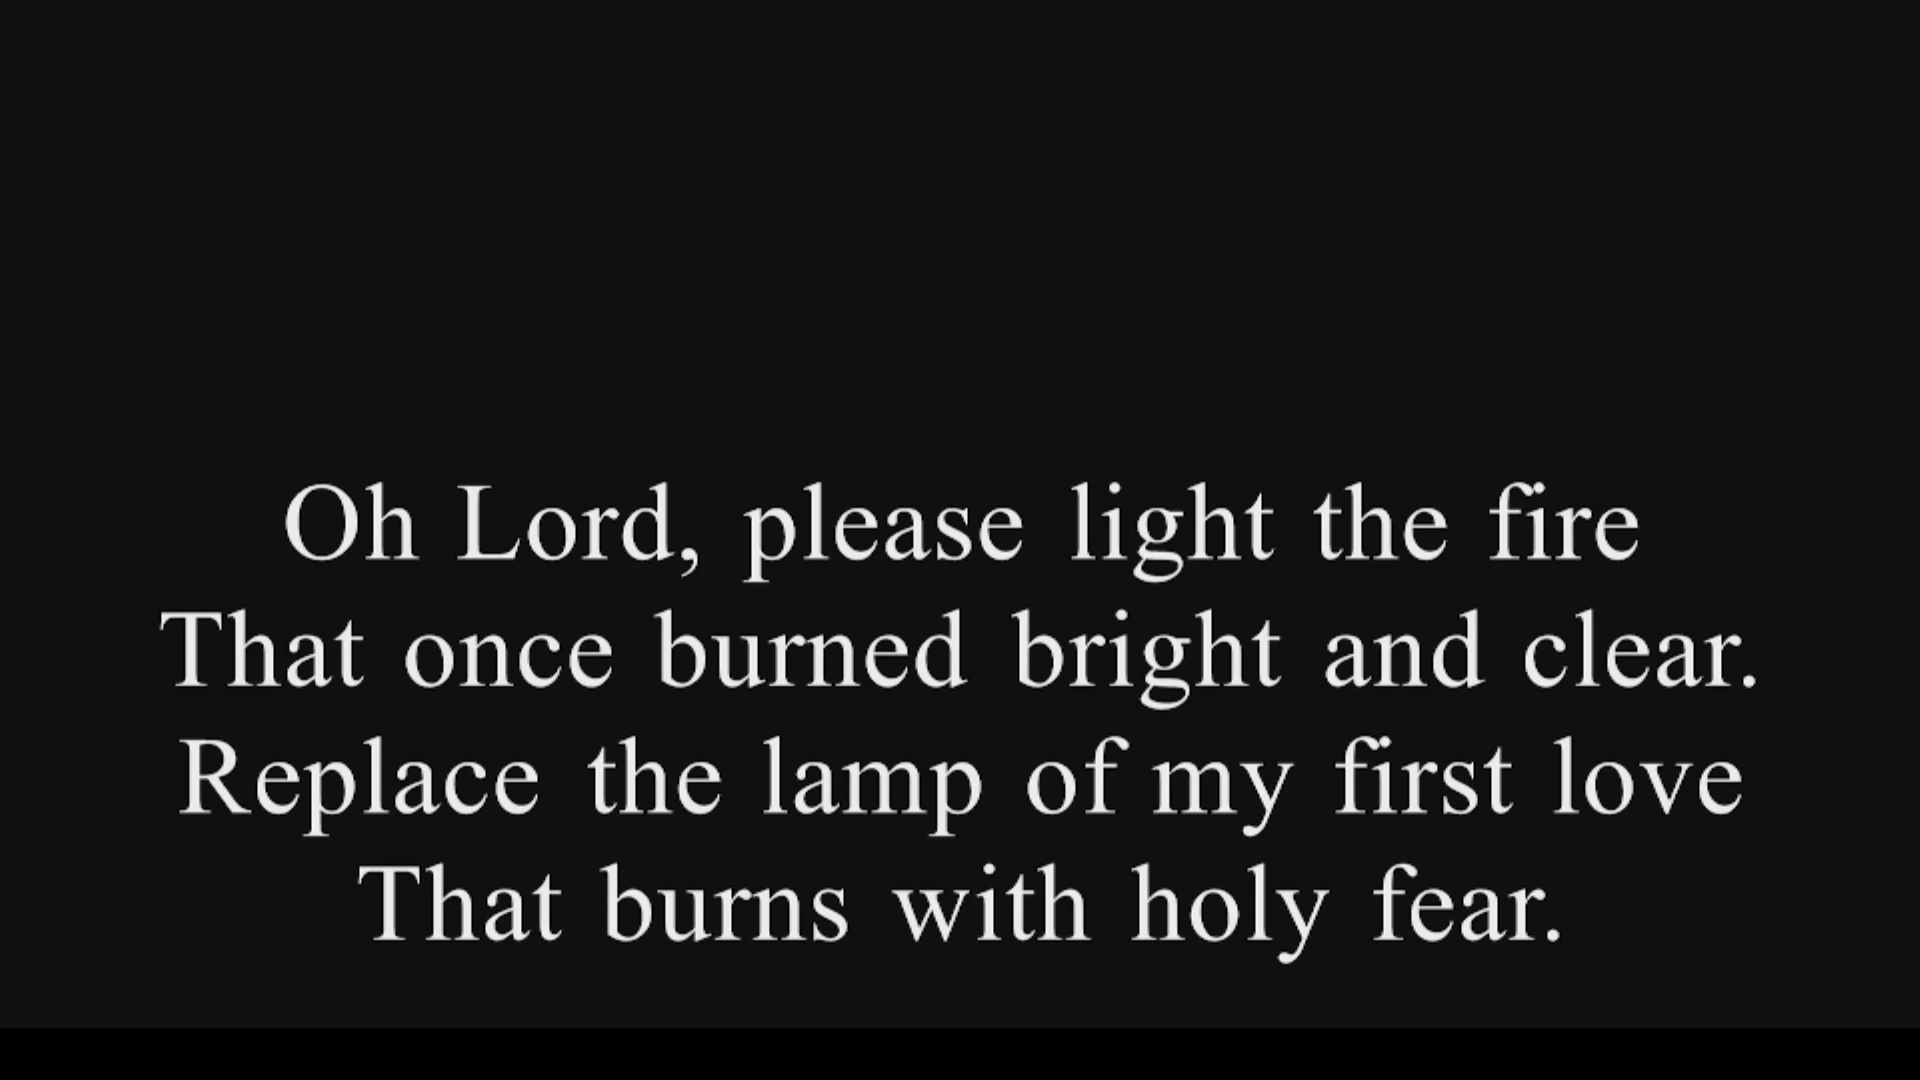 Oh Lord, please light the fire
That once burned bright and clear.
Replace the lamp of my first love
That burns with holy fear.